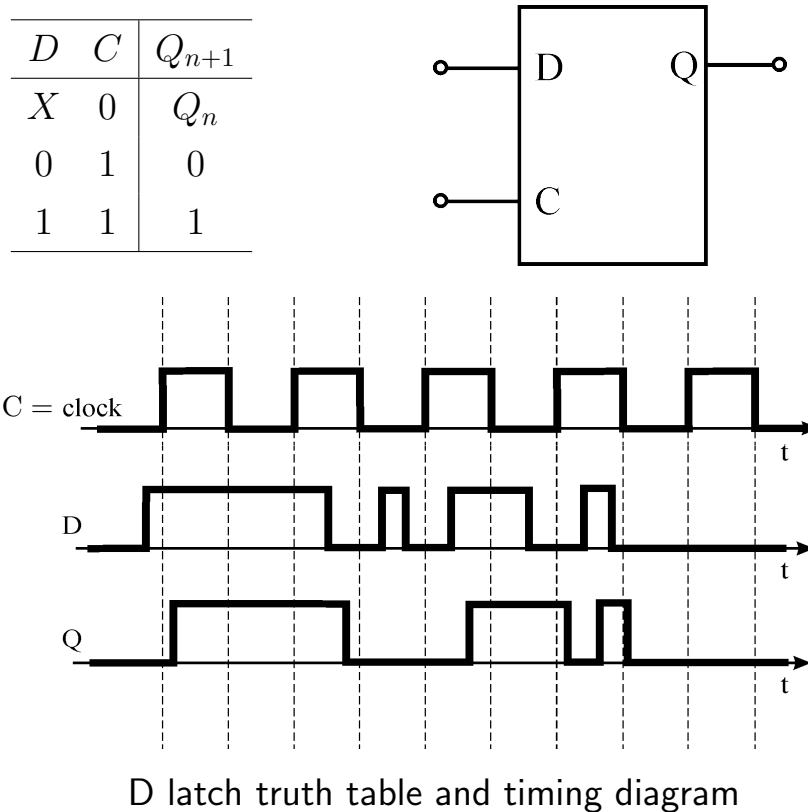 D C Q_{n+1}
X 0 Q_n
0 1 0
1 1 1
D Q
C
C = clock
t
D
t
Q
t
D latch truth table and timing diagram